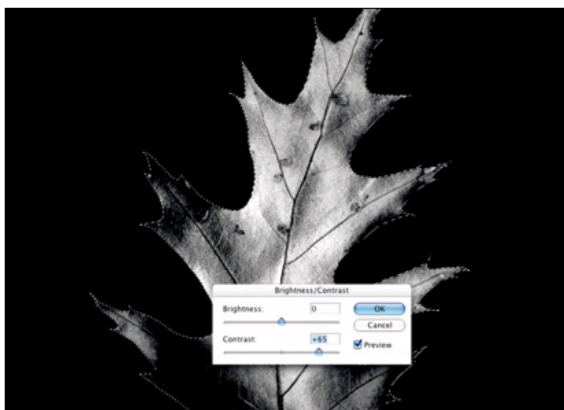 Brightness/Contrast
Brightness: 0
OK
Cancel
Contrast: +65
Preview